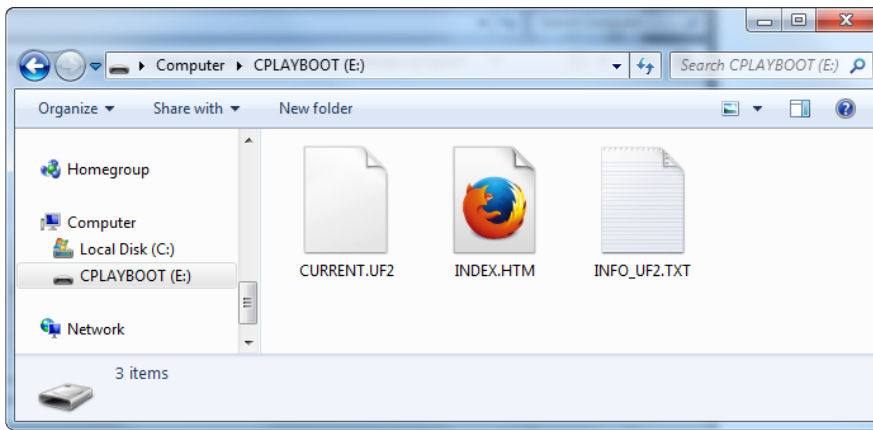 Computer CPLAYBOOT (E:) Search CPLAYBOOT (E:)
Organize Share with New folder
Homegroup
Computer
Local Disk (C:)
CPLAYBOOT (E:)
Network
CURRENT.UF2 INDEX.HTM INFO_UF2.TXT
3 items